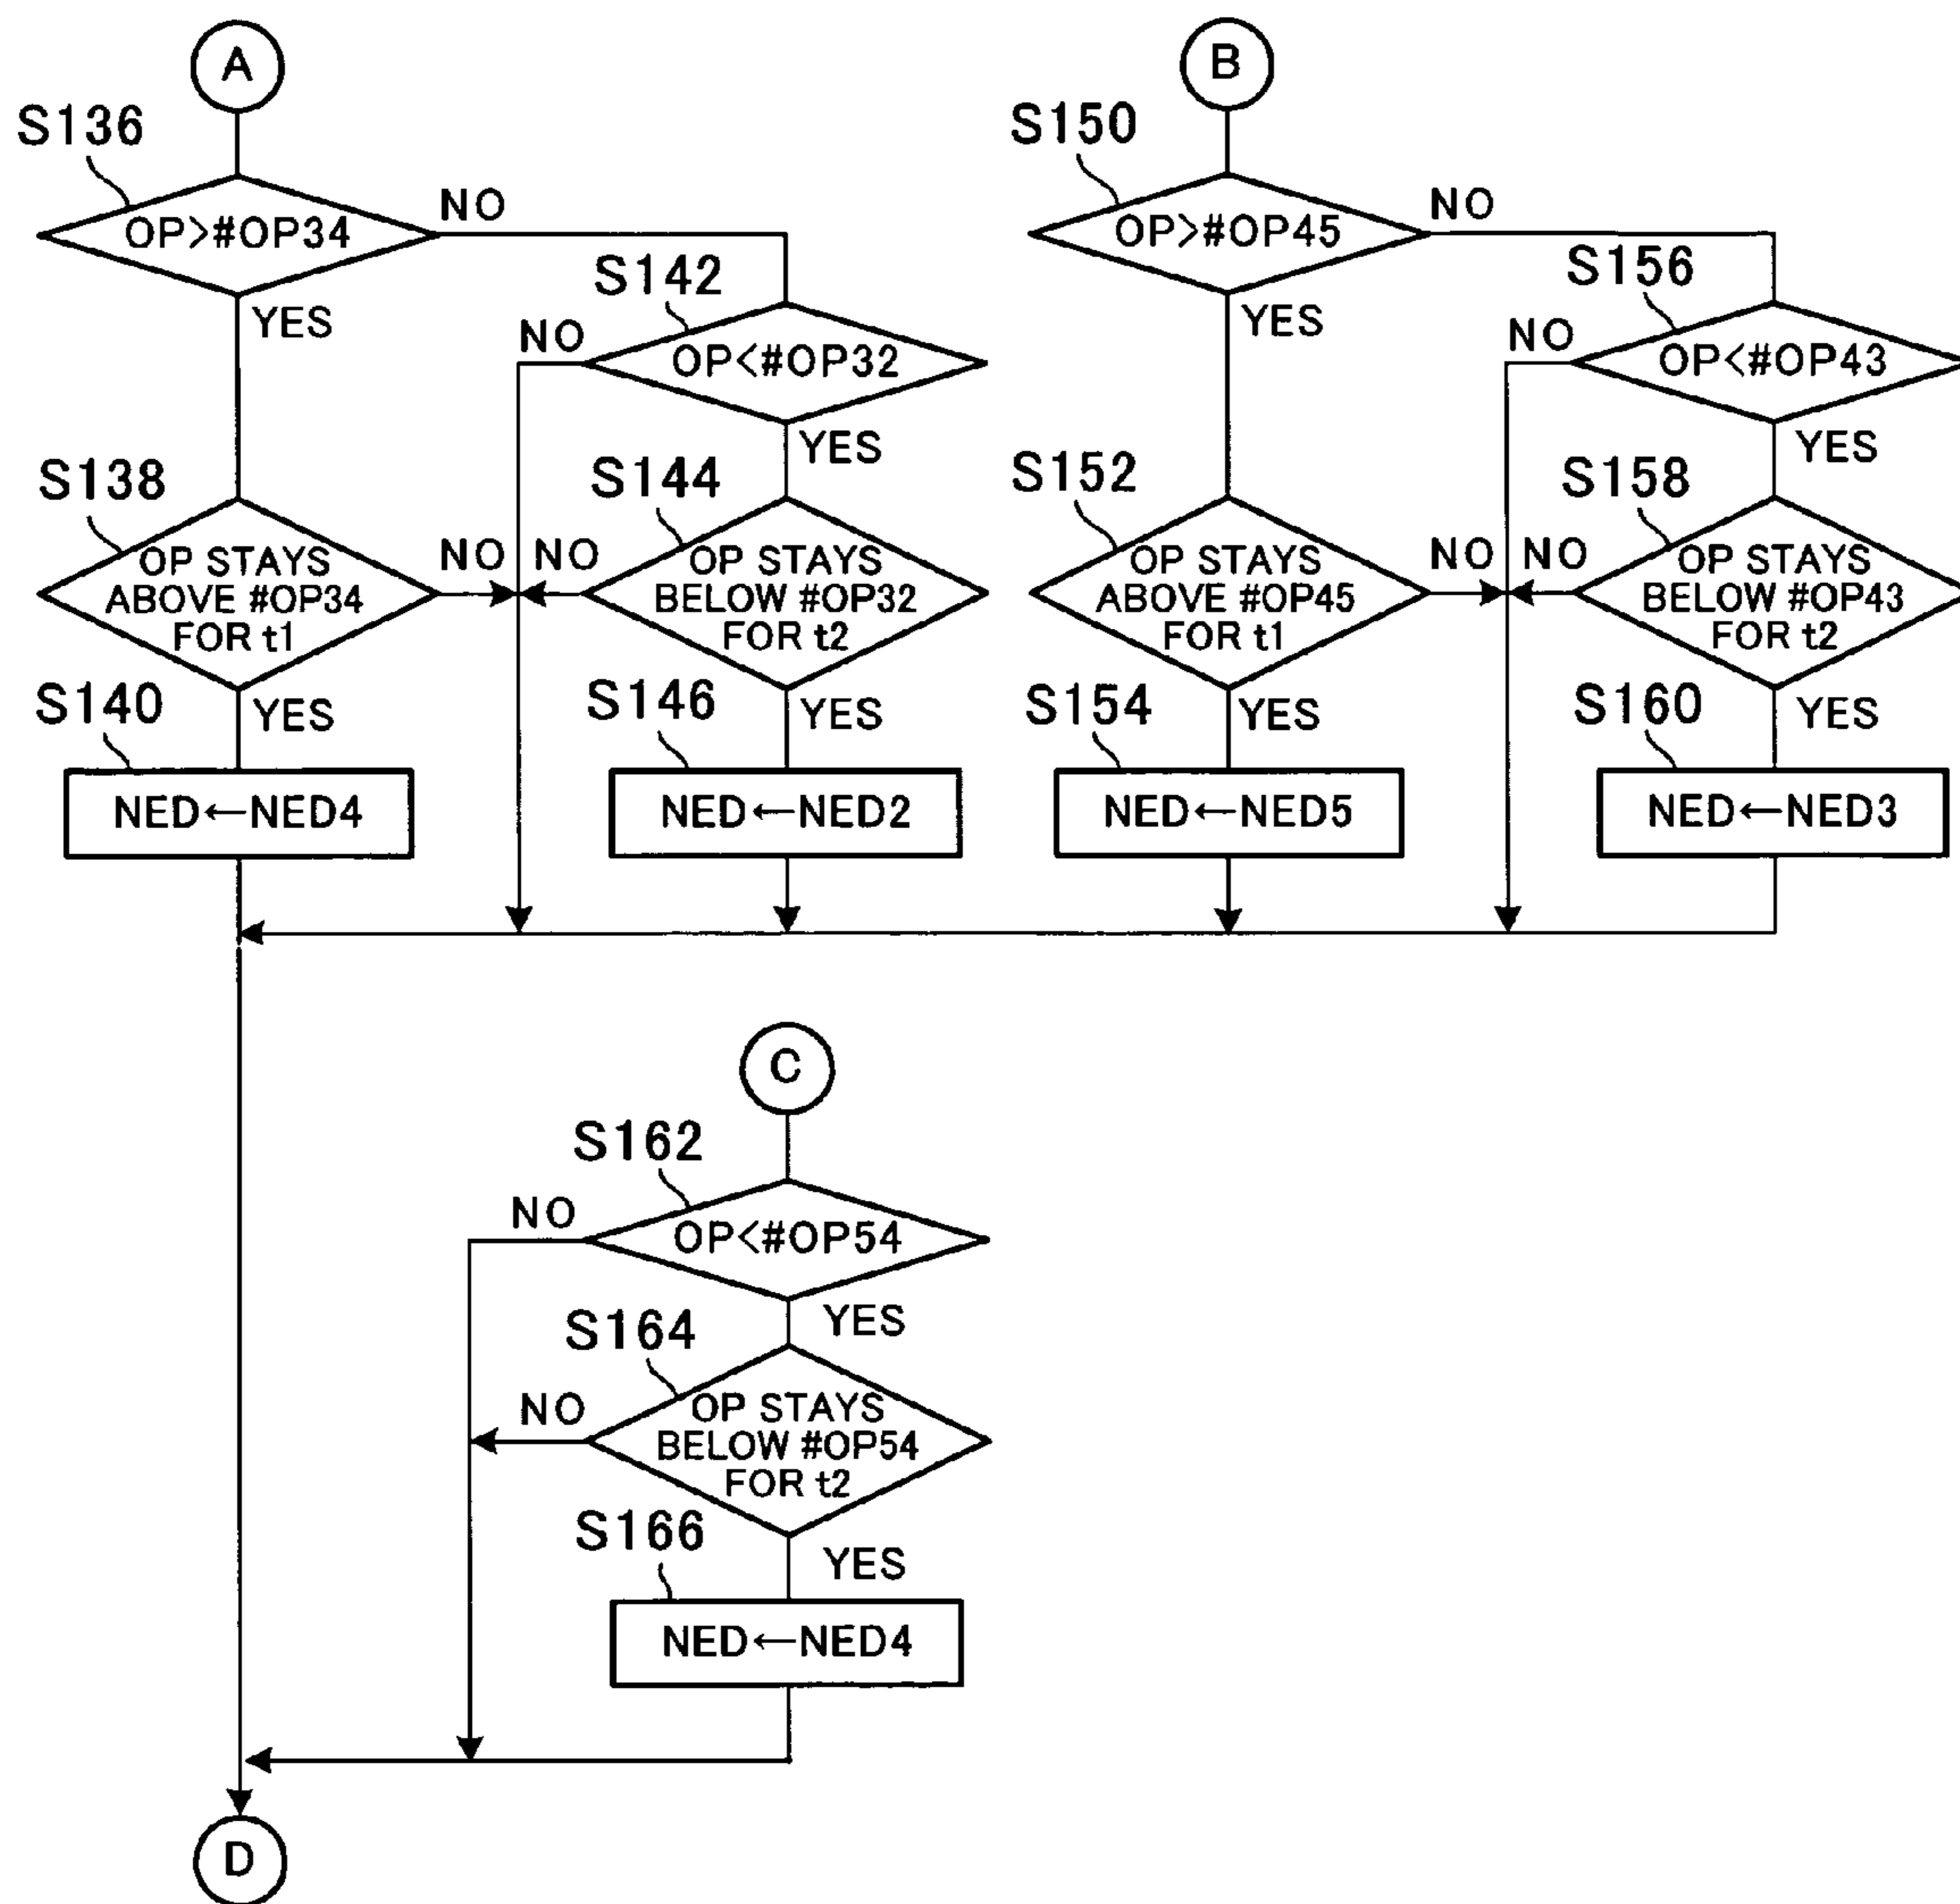 A
S136
OP>#OP34
NO
YES
S142
NO
OP<#OP32
YES
S138
OP STAYS
ABOVE #OP34
FOR t1
NO
YES
S144
NO
OP STAYS
BELOW #OP32
FOR t2
YES
S140
NED←NED4
S146
NED←NED2
B
S150
OP>#OP45
NO
YES
S156
NO
OP<#OP43
YES
S152
OP STAYS
ABOVE #OP45
FOR t1
NO
YES
S158
NO
OP STAYS
BELOW #OP43
FOR t2
YES
S154
NED←NED5
S160
NED←NED3
C
S162
NO
OP<#OP54
YES
S164
NO
OP STAYS
BELOW #OP54
FOR t2
YES
S166
NED←NED4
D